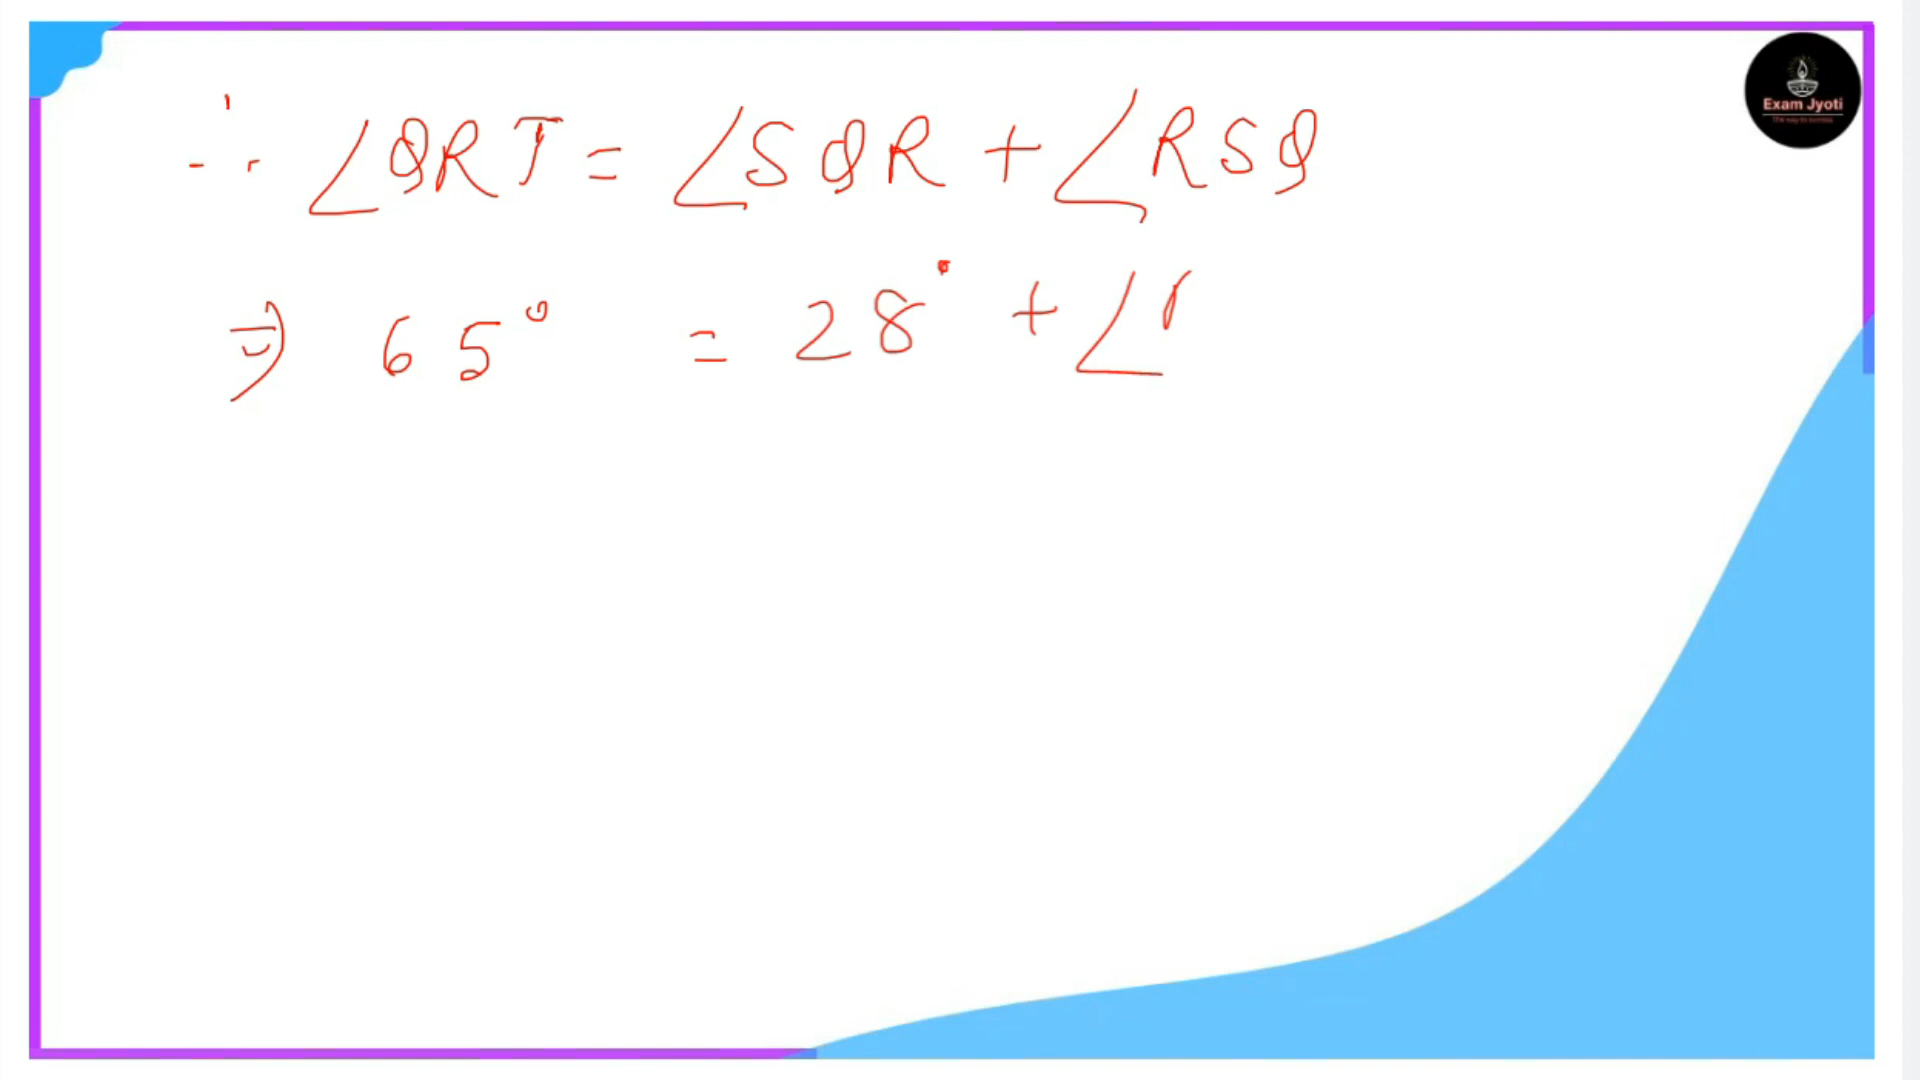 ∴ ∠QRT = ∠SQR + ∠RSQ
⇒ 65° = 28° + ∠
Exam Jyoti